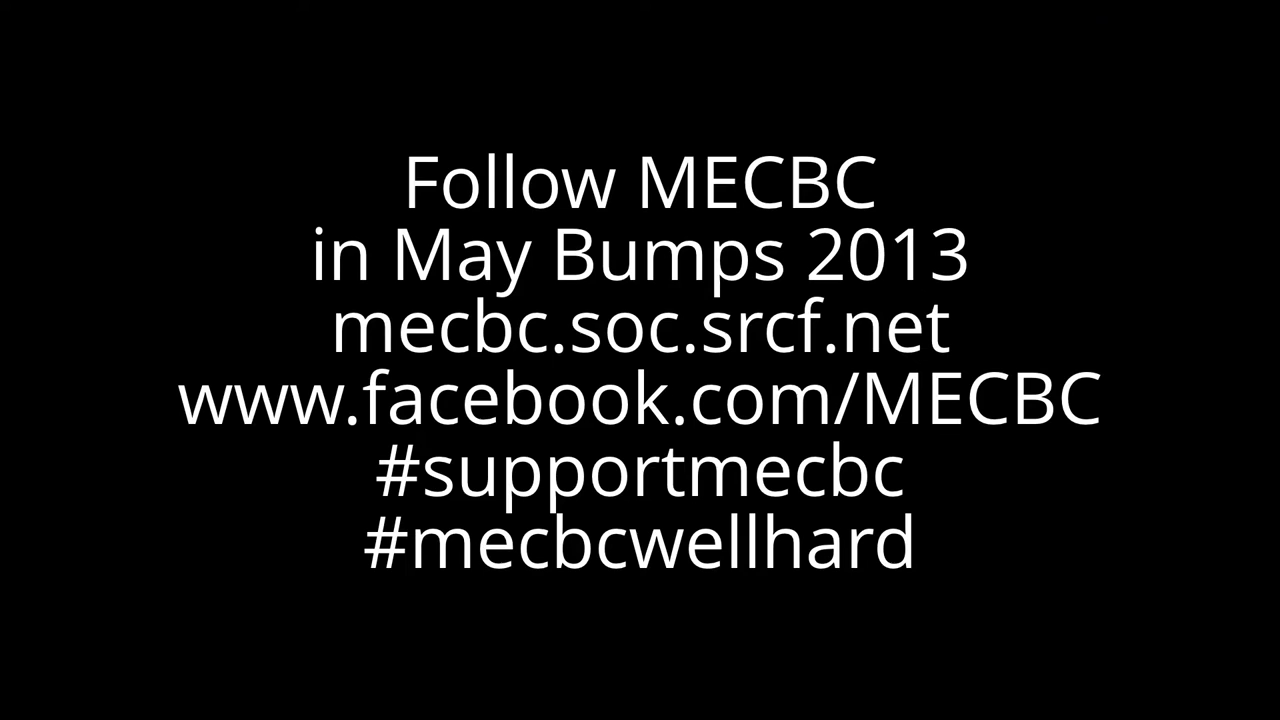 Follow MECBC
in May Bumps 2013
mecbc.soc.srcf.net
www.facebook.com/MECBC
#supportmecbc
#mecbcwellhard